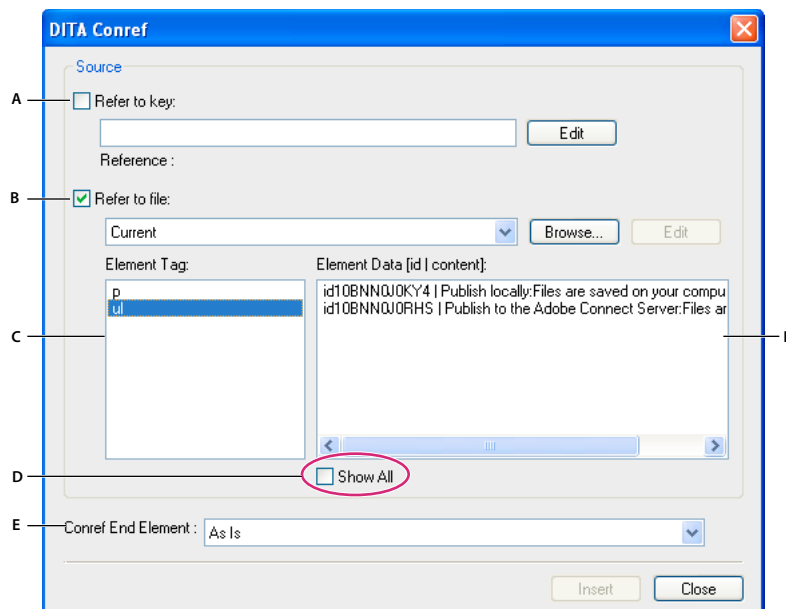 DITA Conref
Source
A
Refer to key:
Edit
Reference :
B
Refer to file:
Current
Browse...
Edit
Element Tag:
Element Data [id | content]:
p
ul
id10BNN0J0KY4 | Publish locally:Files are saved on your compu
id10BNN0J0RHS | Publish to the Adobe Connect Server:Files ar
C
D
Show All
E
Conref End Element :
As Is
Insert
Close